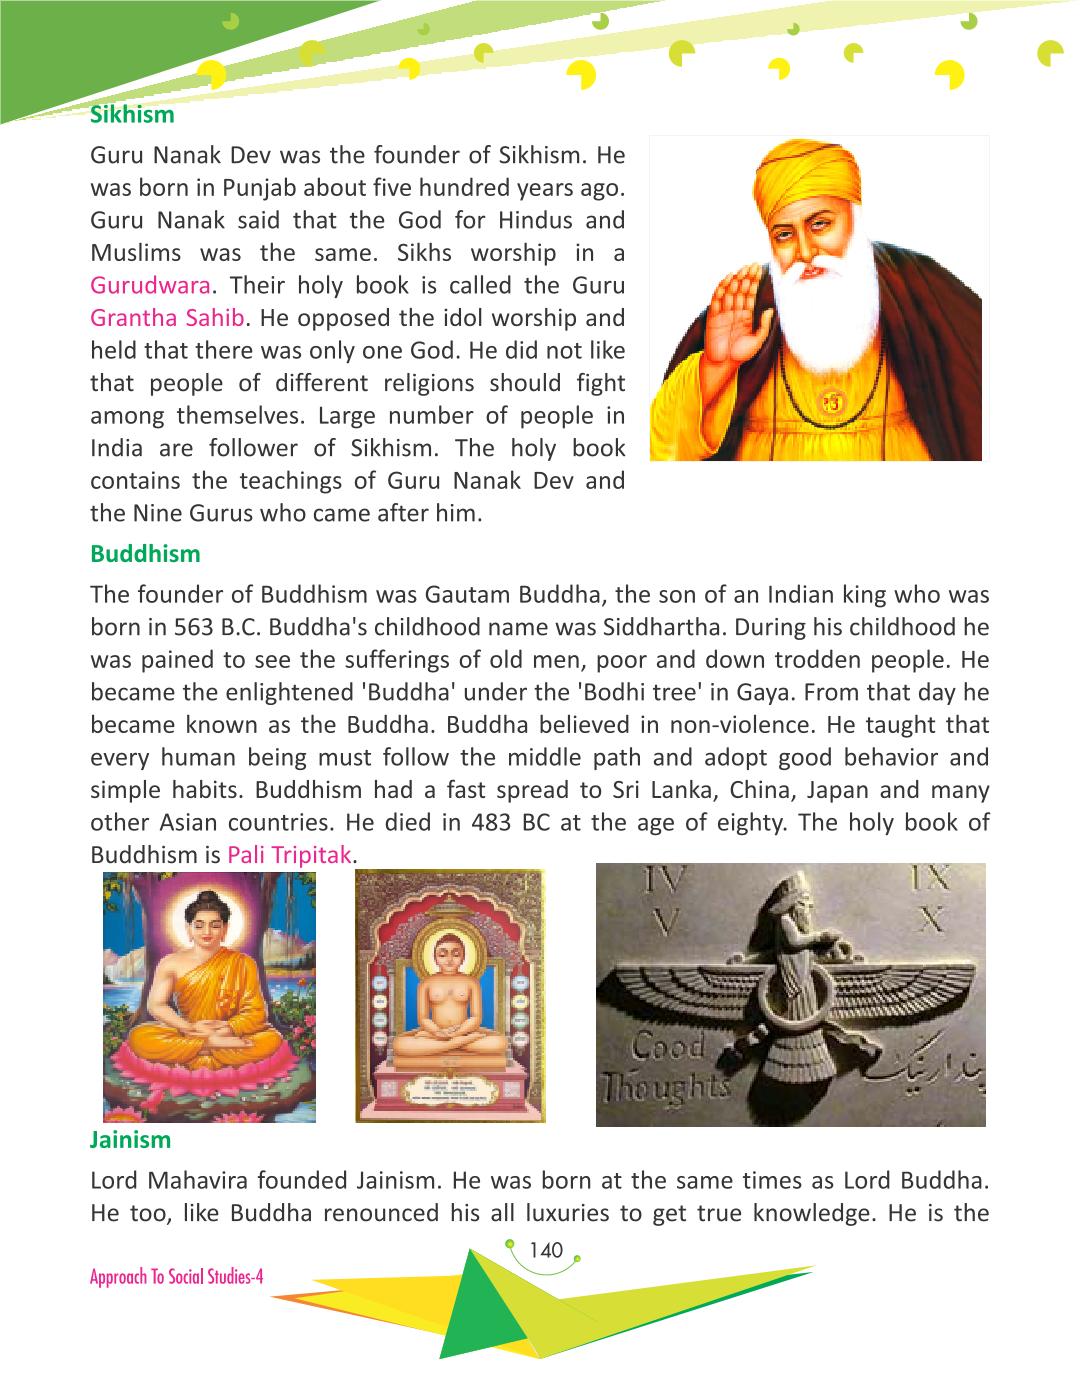 Sikhism
Guru Nanak Dev was the founder of Sikhism. He
was born in Punjab about five hundred years ago.
Guru Nanak said that the God for Hindus and
Muslims was the same. Sikhs worship in a
Gurudwara. Their holy book is called the Guru
Grantha Sahib. He opposed the idol worship and
held that there was only one God. He did not like
that people of different religions should fight
among themselves. Large number of people in
India are follower of Sikhism. The holy book
contains the teachings of Guru Nanak Dev and
the Nine Gurus who came after him.
Buddhism
The founder of Buddhism was Gautam Buddha, the son of an Indian king who was
born in 563 B.C. Buddha's childhood name was Siddhartha. During his childhood he
was pained to see the sufferings of old men, poor and down trodden people. He
became the enlightened 'Buddha' under the 'Bodhi tree' in Gaya. From that day he
became known as the Buddha. Buddha believed in non-violence. He taught that
every human being must follow the middle path and adopt good behavior and
simple habits. Buddhism had a fast spread to Sri Lanka, China, Japan and many
other Asian countries. He died in 483 BC at the age of eighty. The holy book of
Buddhism is Pali Tripitak.
IV IX
V X
Good
Thoughts
پندار نیک
Jainism
Lord Mahavira founded Jainism. He was born at the same times as Lord Buddha.
He too, like Buddha renounced his all luxuries to get true knowledge. He is the
140
Approach To Social Studies-4